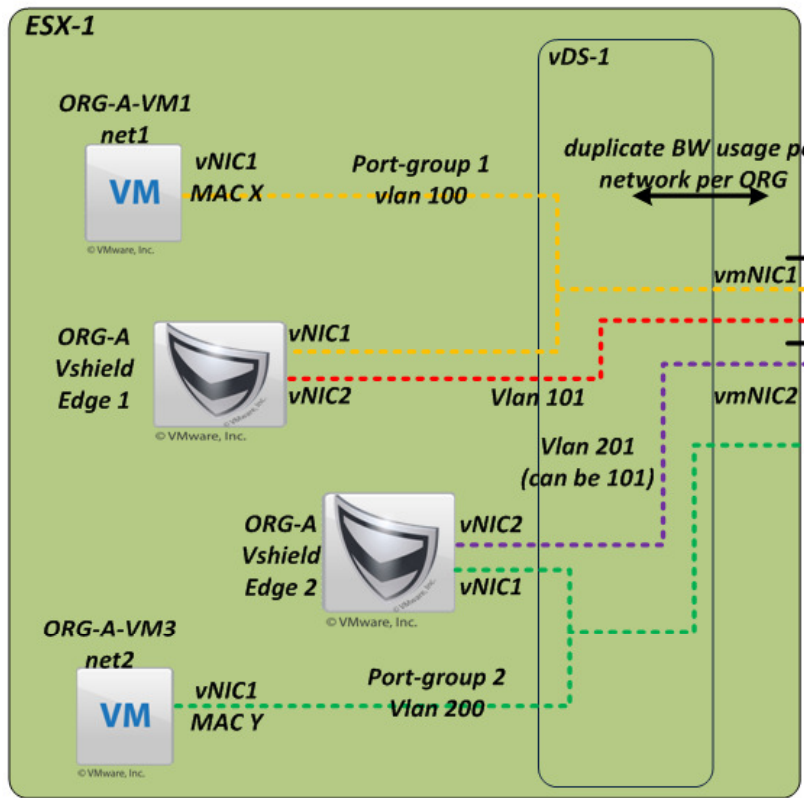 ESX-1
vDS-1
ORG-A-VM1
net1
VM
© VMware, Inc.
vNIC1
MAC X
Port-group 1
vlan 100
duplicate BW usage
network per ORG
vmNIC1
ORG-A
Vshield
Edge 1
© VMware, Inc.
vNIC1
vNIC2
Vlan 101
vmNIC2
Vlan 201
(can be 101)
ORG-A
Vshield
Edge 2
© VMware, Inc.
© VMware, Inc.
vNIC2
vNIC1
ORG-A-VM3
net2
VM
© VMware, Inc.
vNIC1
MAC Y
Port-group 2
Vlan 200